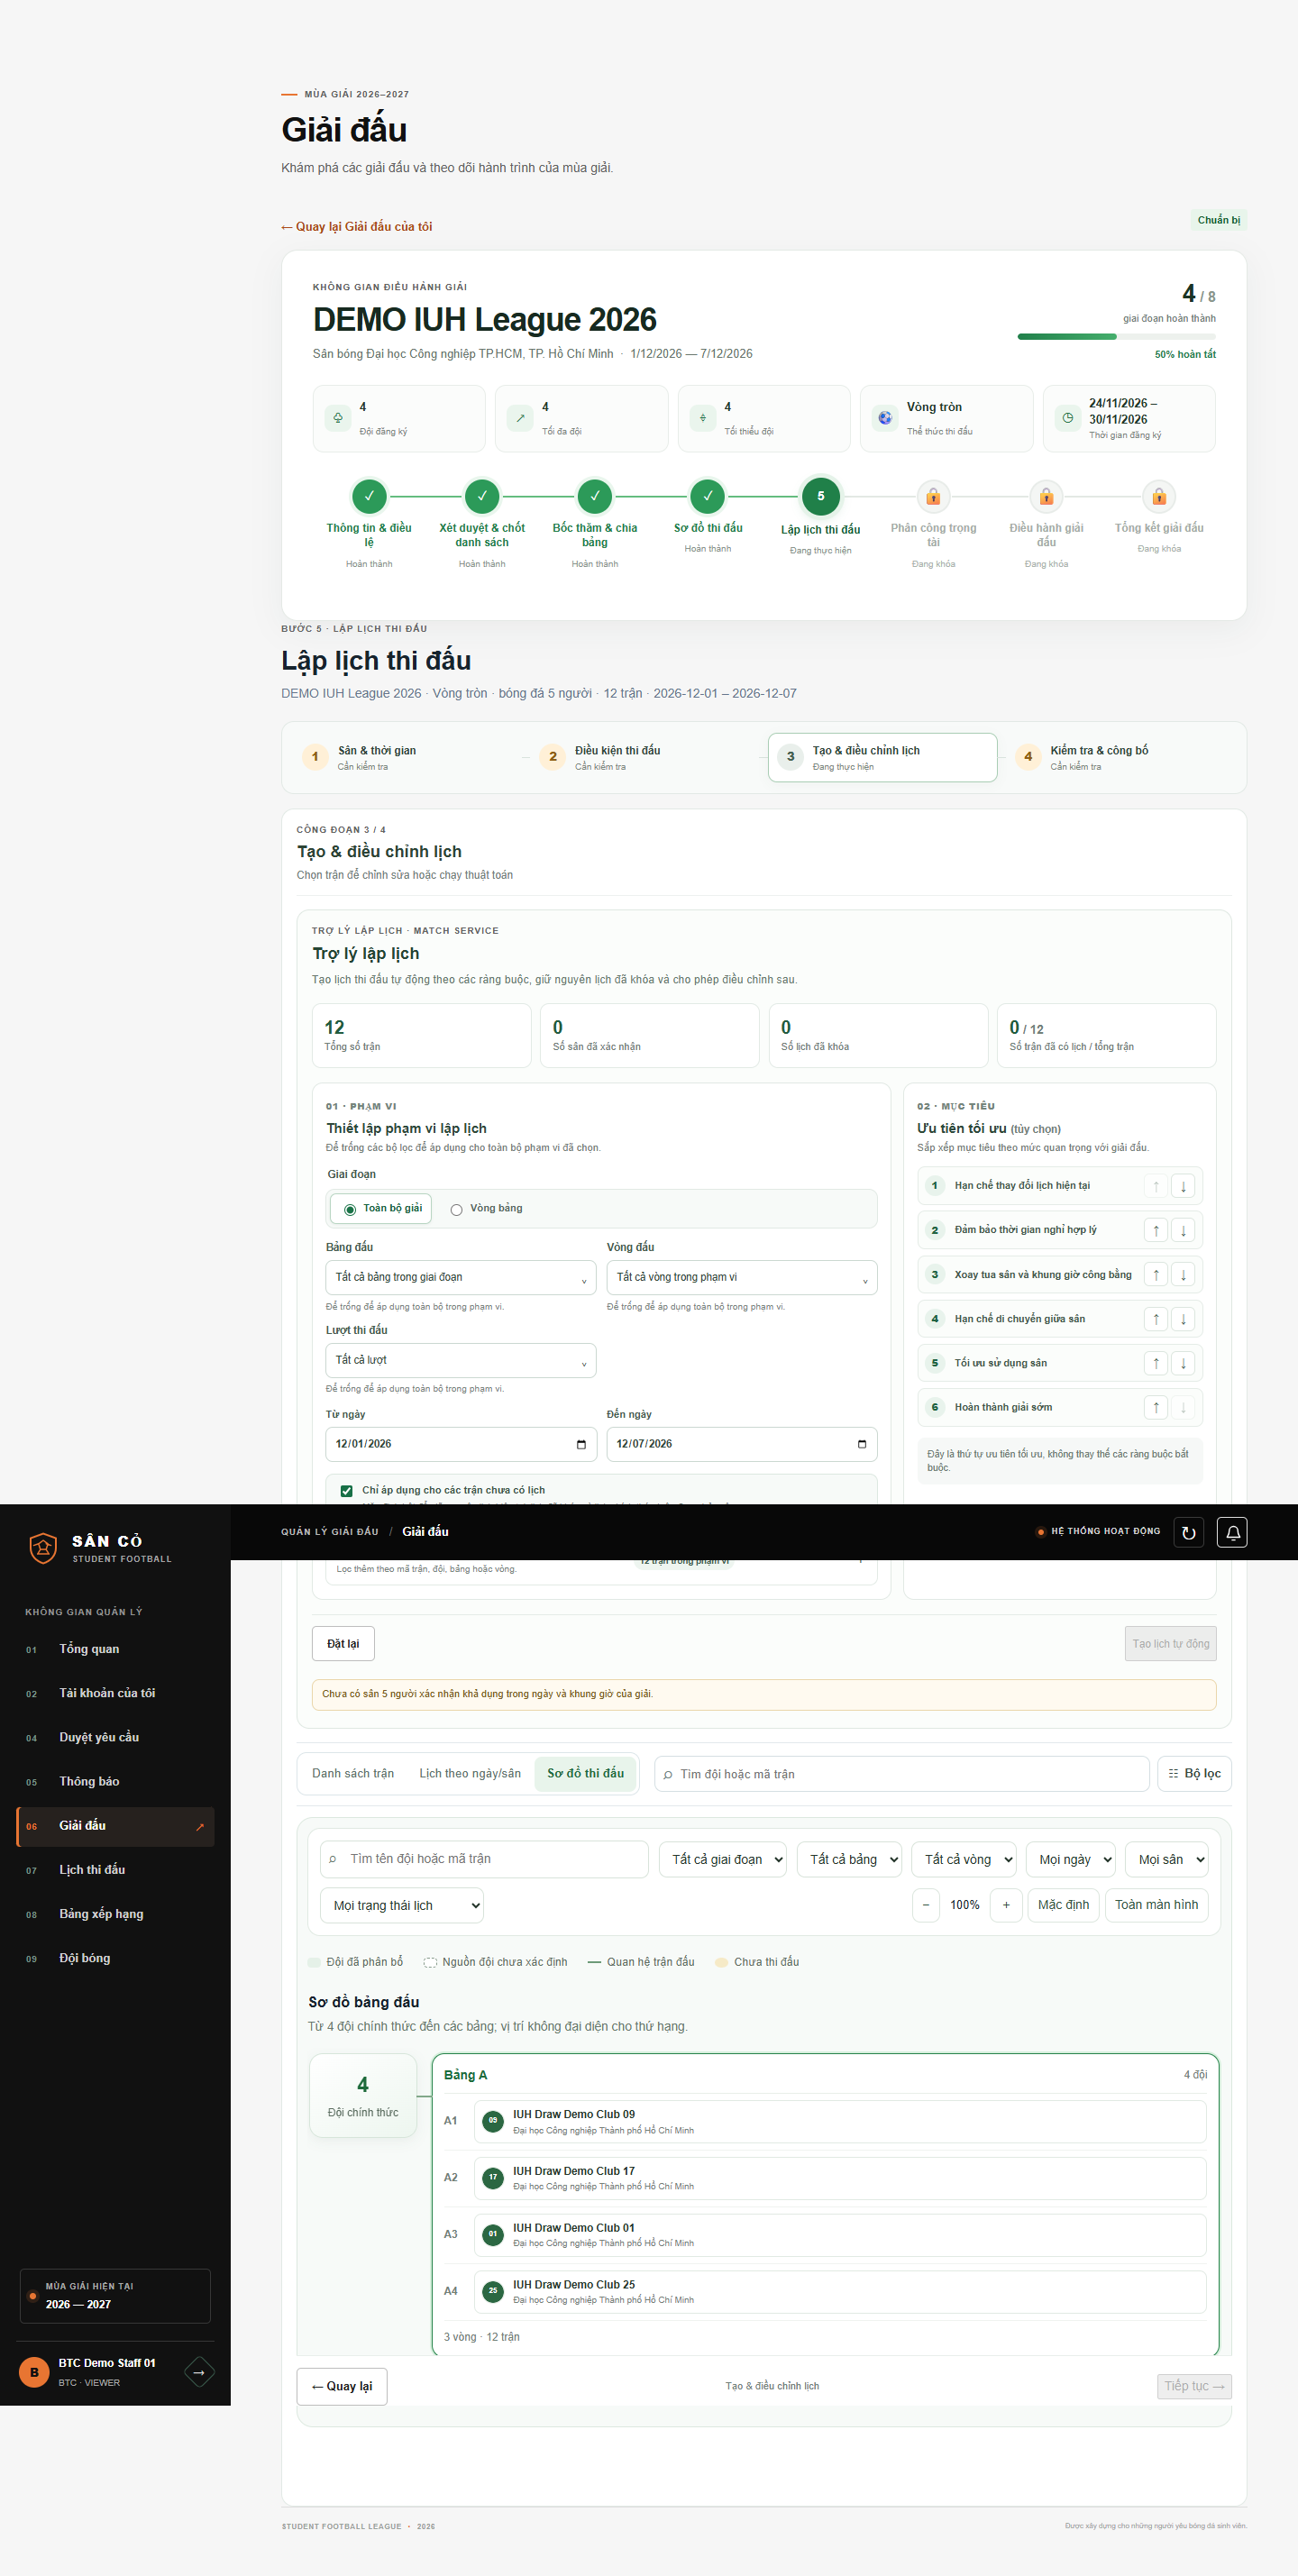 MÙA GIẢI 2026–2027
Giải đấu
Khám phá các giải đấu và theo dõi hành trình của mùa giải.
← Quay lại Giải đấu của tôi
Chuẩn bị
KHÔNG GIAN ĐIỀU HÀNH GIẢI
DEMO IUH League 2026
Sân bóng Đại học Công nghiệp TP.HCM, TP. Hồ Chí Minh · 1/12/2026 — 7/12/2026
4 / 8
giai đoạn hoàn thành
50% hoàn tất
4
Đội đăng ký
4
Tối đa đội
4
Tối thiểu đội
Vòng tròn
Thể thức thi đấu
24/11/2026 –
30/11/2026
Thời gian đăng ký
✓ ✓ ✓ ✓ 5
Thông tin & điều
lệ
Hoàn thành
Xét duyệt & chốt
danh sách
Hoàn thành
Bốc thăm & chia
bảng
Hoàn thành
Sơ đồ thi đấu
Hoàn thành
Lập lịch thi đấu
Đang thực hiện
Phân công trọng
tài
Đang khóa
Điều hành giải
đấu
Đang khóa
Tổng kết giải đấu
Đang khóa
BƯỚC 5 · LẬP LỊCH THI ĐẤU
Lập lịch thi đấu
DEMO IUH League 2026 · Vòng tròn · bóng đá 5 người · 12 trận · 2026-12-01 – 2026-12-07
1 Sân & thời gian
Cần kiểm tra
2 Điều kiện thi đấu
Cần kiểm tra
3 Tạo & điều chỉnh lịch
Đang thực hiện
4 Kiểm tra & công bố
Cần kiểm tra
CÔNG ĐOẠN 3 / 4
Tạo & điều chỉnh lịch
Chọn trận để chỉnh sửa hoặc chạy thuật toán
TRỢ LÝ LẬP LỊCH · MATCH SERVICE
Trợ lý lập lịch
Tạo lịch thi đấu tự động theo các ràng buộc, giữ nguyên lịch đã khóa và cho phép điều chỉnh sau.
12
Tổng số trận
0
Số sân đã xác nhận
0
Số lịch đã khóa
0 / 12
Số trận đã có lịch / tổng trận
01 · PHẠM VI
Thiết lập phạm vi lập lịch
Để trống các bộ lọc để áp dụng cho toàn bộ phạm vi đã chọn.
Giai đoạn
Toàn bộ giải Vòng bảng
Bảng đấu
Tất cả bảng trong giai đoạn
Để trống để áp dụng toàn bộ trong phạm vi.
Vòng đấu
Tất cả vòng trong phạm vi
Để trống để áp dụng toàn bộ trong phạm vi.
Lượt thi đấu
Tất cả lượt
Để trống để áp dụng toàn bộ trong phạm vi.
Từ ngày
12/01/2026
Đến ngày
12/07/2026
Chỉ áp dụng cho các trận chưa có lịch
02 · MỤC TIÊU
Ưu tiên tối ưu (tùy chọn)
Sắp xếp mục tiêu theo mức quan trọng với giải đấu.
1 Hạn chế thay đổi lịch hiện tại ↑ ↓
2 Đảm bảo thời gian nghỉ hợp lý ↑ ↓
3 Xoay tua sân và khung giờ công bằng ↑ ↓
4 Hạn chế di chuyển giữa sân ↑ ↓
5 Tối ưu sử dụng sân ↑ ↓
6 Hoàn thành giải sớm ↑ ↓
Đây là thứ tự ưu tiên tối ưu, không thay thế các ràng buộc bắt
buộc.
SÂN CỎ
STUDENT FOOTBALL
QUẢN LÝ GIẢI ĐẤU / Giải đấu
HỆ THỐNG HOẠT ĐỘNG
12 trận trong phạm vi
Lọc thêm theo mã trận, đội, bảng hoặc vòng.
KHÔNG GIAN QUẢN LÝ
01 Tổng quan
02 Tài khoản của tôi
04 Duyệt yêu cầu
05 Thông báo
06 Giải đấu ↗
07 Lịch thi đấu
08 Bảng xếp hạng
09 Đội bóng
MÙA GIẢI HIỆN TẠI
2026 — 2027
B BTC Demo Staff 01
BTC · VIEWER
→
Đặt lại
Tạo lịch tự động
Chưa có sân 5 người xác nhận khả dụng trong ngày và khung giờ của giải.
Danh sách trận Lịch theo ngày/sân Sơ đồ thi đấu
Tìm đội hoặc mã trận
Bộ lọc
Tìm tên đội hoặc mã trận
Tất cả giai đoạn Tất cả bảng Tất cả vòng Mọi ngày Mọi sân
Mọi trạng thái lịch
− 100% + Mặc định Toàn màn hình
Đội đã phân bổ Nguồn đội chưa xác định Quan hệ trận đấu Chưa thi đấu
Sơ đồ bảng đấu
Từ 4 đội chính thức đến các bảng; vị trí không đại diện cho thứ hạng.
4
Đội chính thức
Bảng A 4 đội
A1 09 IUH Draw Demo Club 09
Đại học Công nghiệp Thành phố Hồ Chí Minh
A2 17 IUH Draw Demo Club 17
Đại học Công nghiệp Thành phố Hồ Chí Minh
A3 01 IUH Draw Demo Club 01
Đại học Công nghiệp Thành phố Hồ Chí Minh
A4 25 IUH Draw Demo Club 25
Đại học Công nghiệp Thành phố Hồ Chí Minh
3 vòng · 12 trận
← Quay lại
Tạo & điều chỉnh lịch
Tiếp tục →
STUDENT FOOTBALL LEAGUE • 2026
Được xây dựng cho những người yêu bóng đá sinh viên.